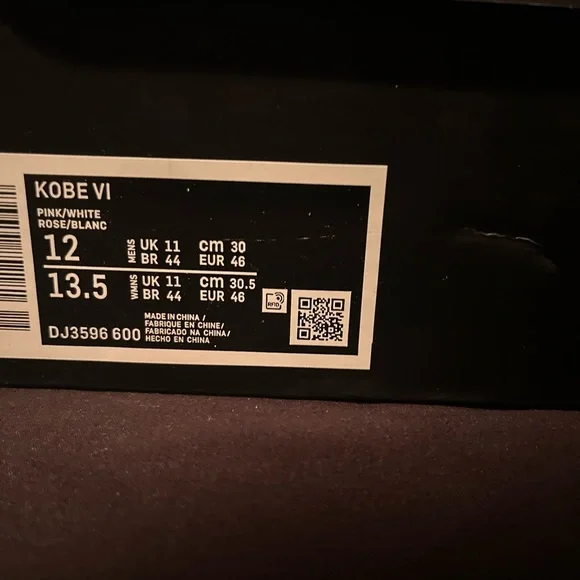 KOBE VI
PINK/WHITE
ROSE/BLANC
12 MENS UK 11 cm 30
BR 44 EUR 46
13.5 WMNS UK 11 cm 30.5
BR 44 EUR 46
RFID
DJ3596 600
MADE IN CHINA /
FABRIQUE EN CHINE/
FABRICADO NA CHINA/
HECHO EN CHINA